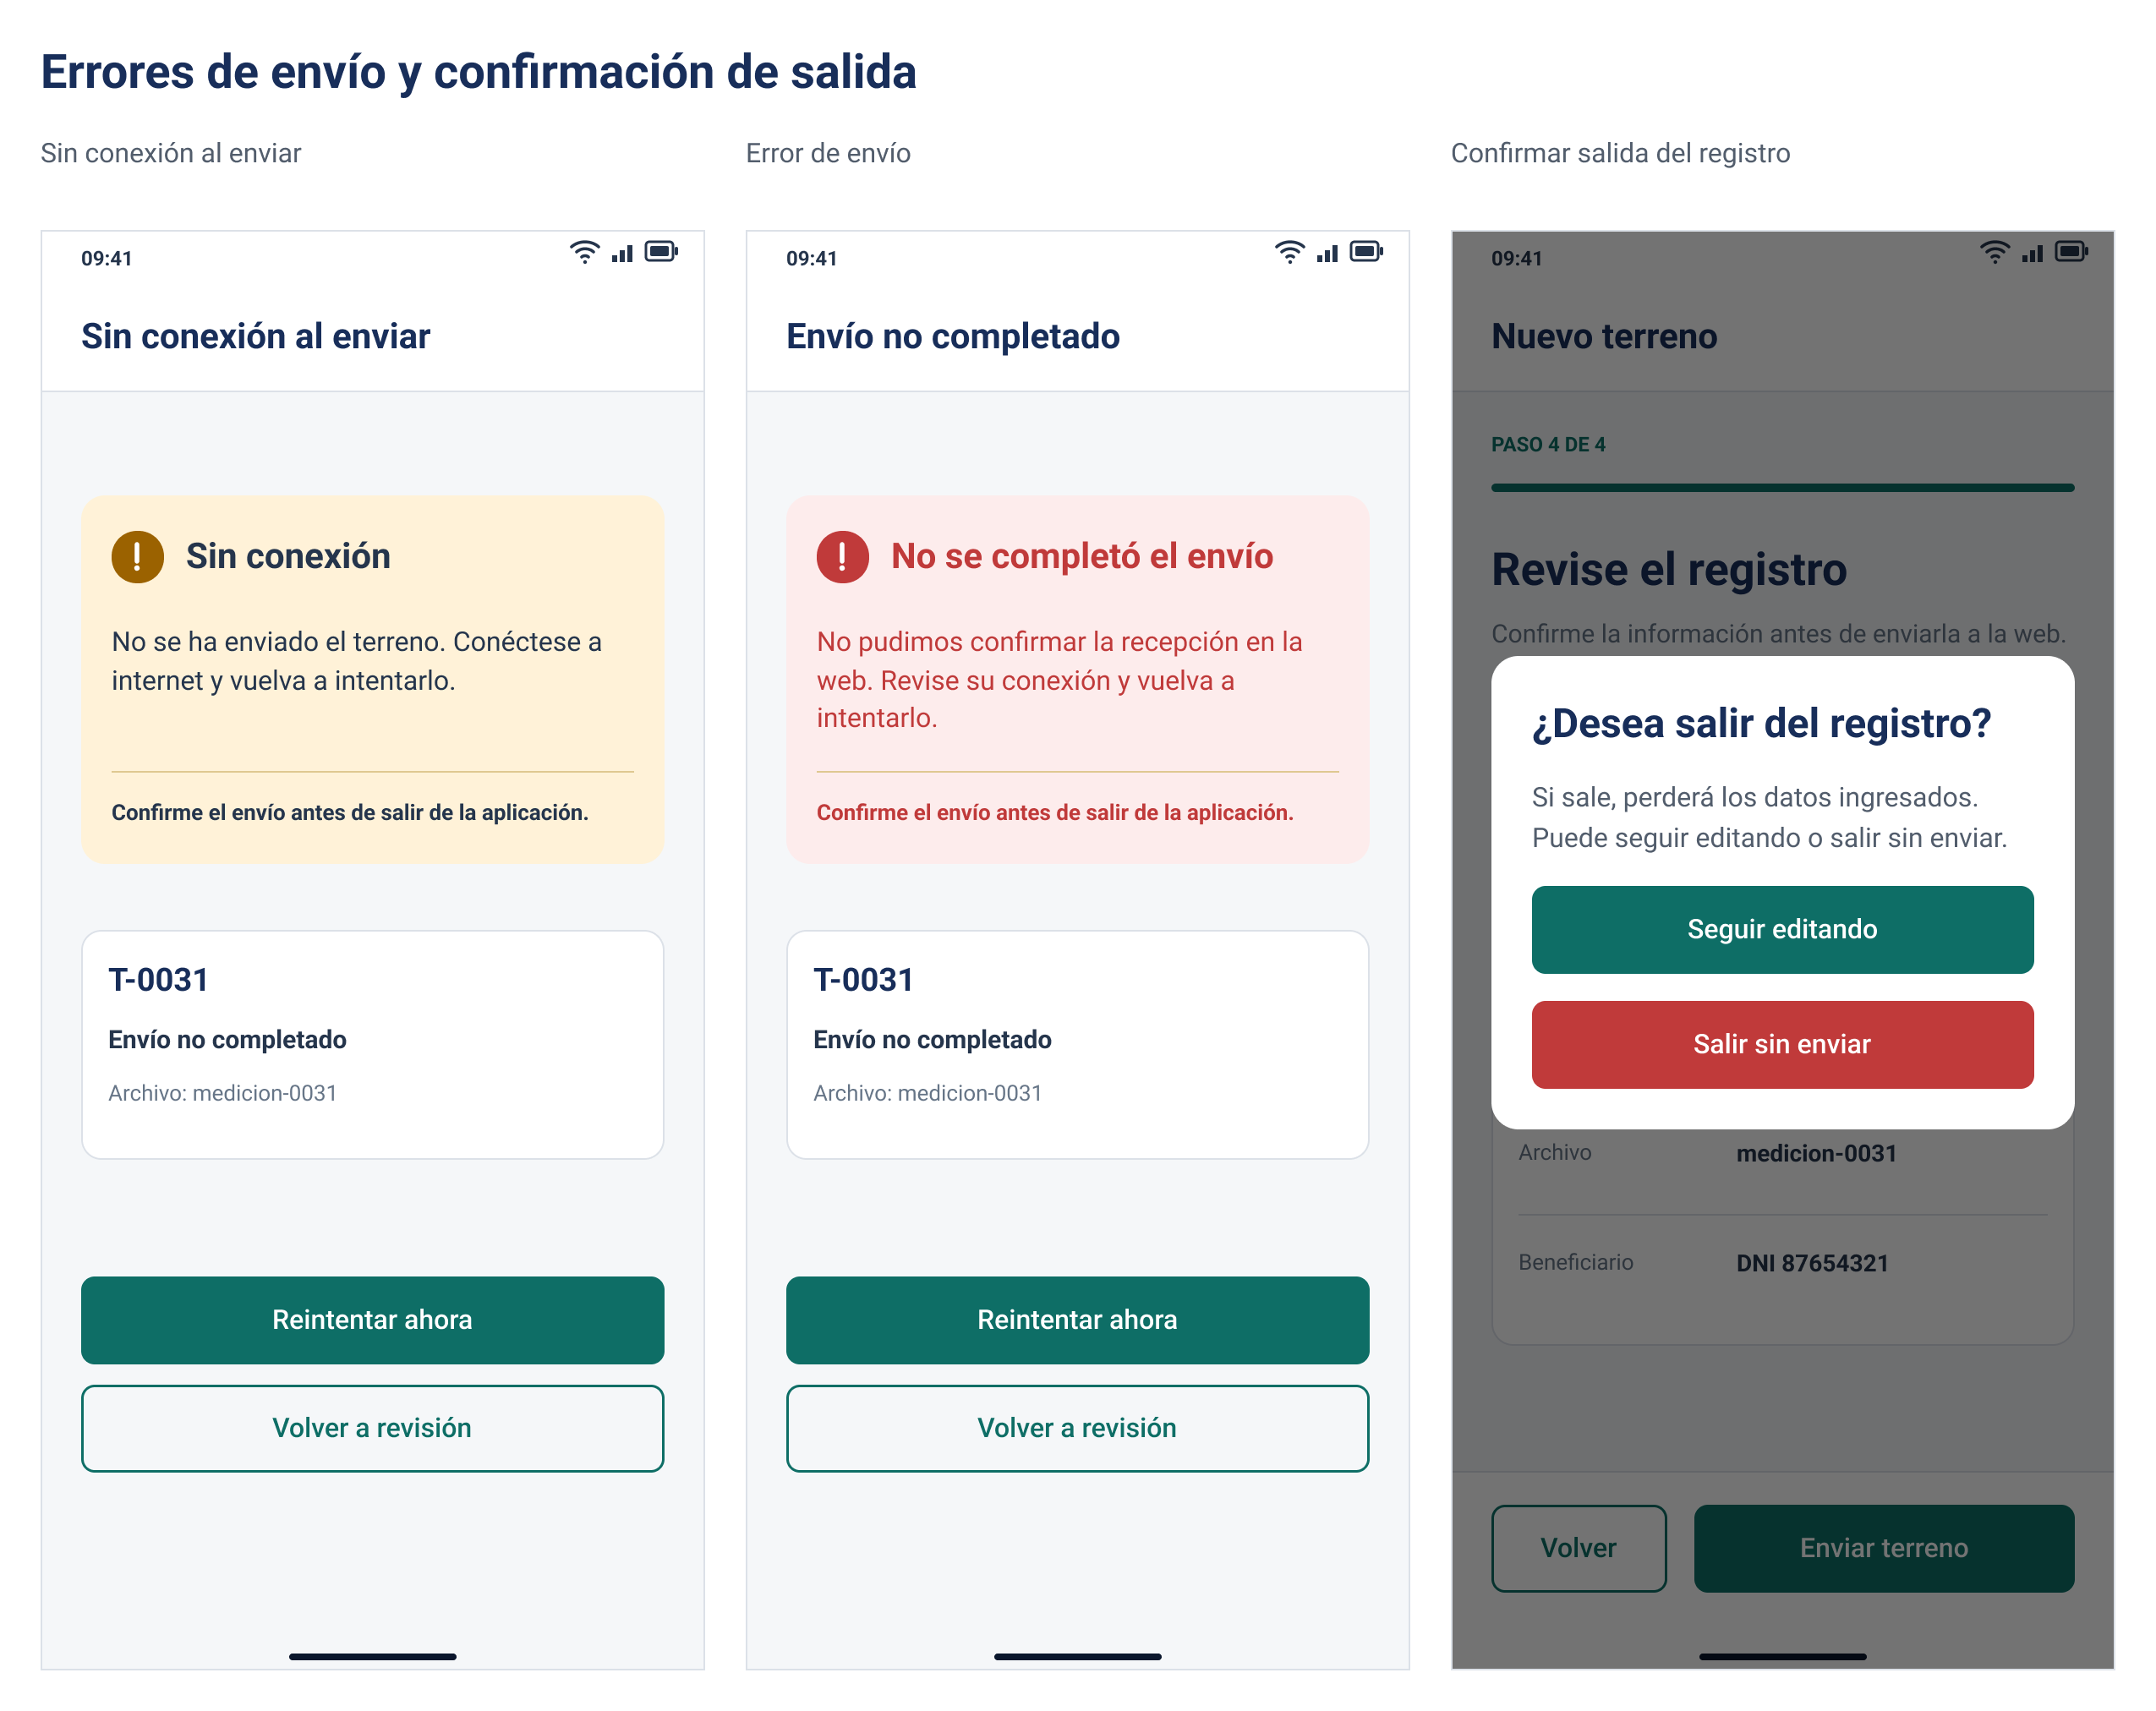 Errores de envío y confirmación de salida
Sin conexión al enviar
09:41
Sin conexión al enviar
Sin conexión
No se ha enviado el terreno. Conéctese a
internet y vuelva a intentarlo.
Confirme el envío antes de salir de la aplicación.
T-0031
Envío no completado
Archivo: medicion-0031
Reintentar ahora
Volver a revisión
Error de envío
09:41
Envío no completado
No se completó el envío
No pudimos confirmar la recepción en la
web. Revise su conexión y vuelva a
intentarlo.
Confirme el envío antes de salir de la aplicación.
T-0031
Envío no completado
Archivo: medicion-0031
Reintentar ahora
Volver a revisión
Confirmar salida del registro
09:41
Nuevo terreno
PASO 4 DE 4
Revise el registro
Confirme la información antes de enviarla a la web.
¿Desea salir del registro?
Si sale, perderá los datos ingresados.
Puede seguir editando o salir sin enviar.
Seguir editando
Salir sin enviar
Archivo medicion-0031
Beneficiario DNI 87654321
Volver Enviar terreno